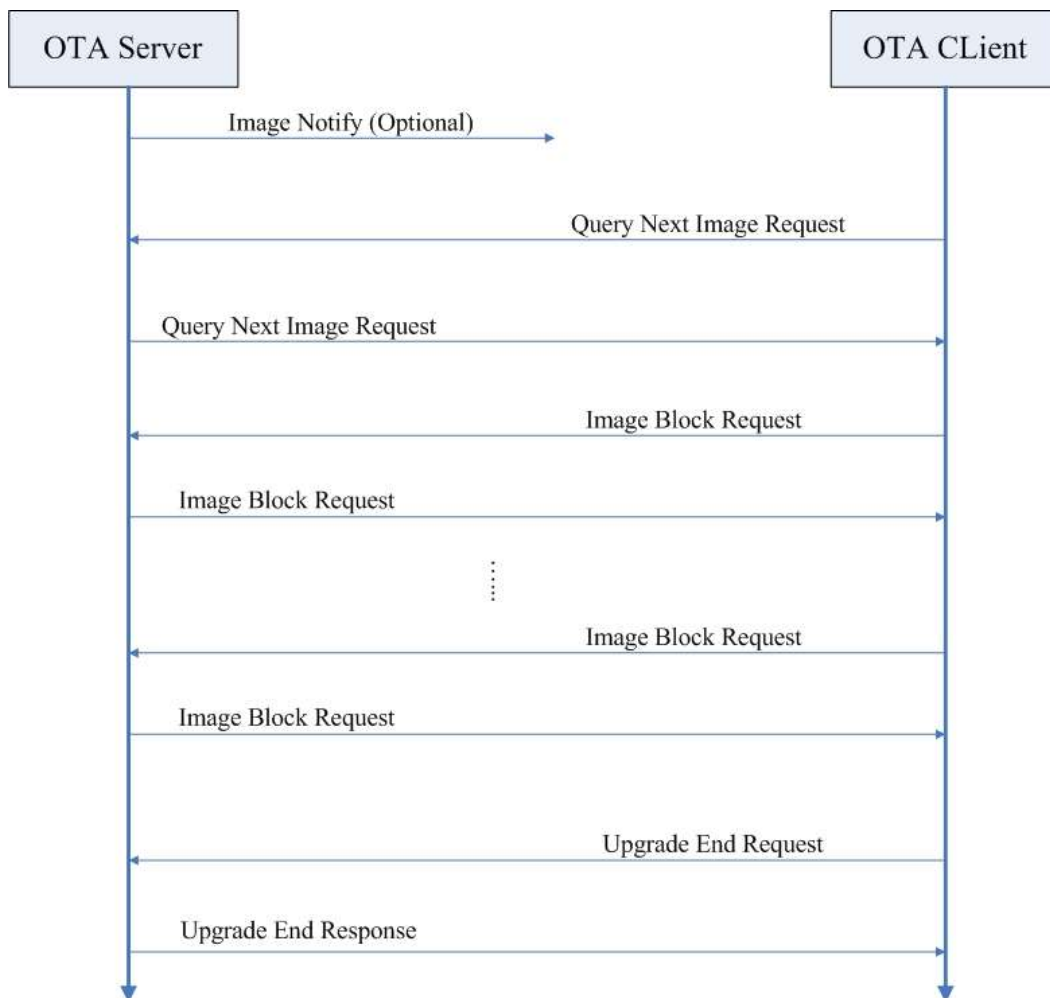 OTA Server
OTA CLient
Image Notify (Optional)
Query Next Image Request
Query Next Image Request
Image Block Request
Image Block Request
Image Block Request
Image Block Request
Upgrade End Request
Upgrade End Response